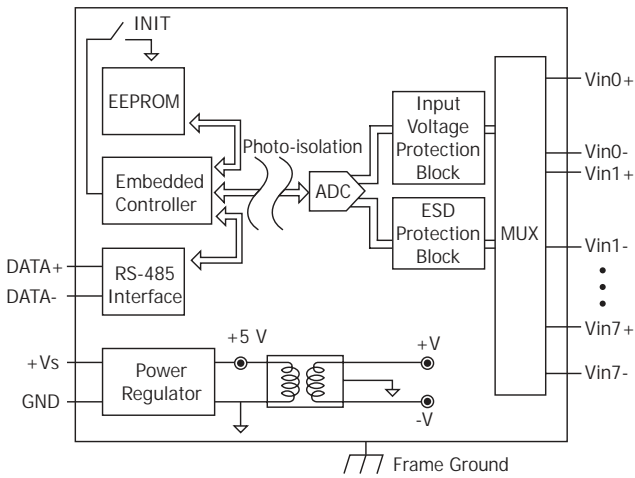 INIT
EEPROM
Photo-isolation
Embedded
Controller
ADC
Input
Voltage
Protection
Block
ESD
Protection
Block
MUX
Vin0+
Vin0-
Vin1+
Vin1-
Vin7+
Vin7-
DATA+
DATA-
RS-485
Interface
+Vs
GND
Power
Regulator
+5 V
+V
-V
Frame Ground